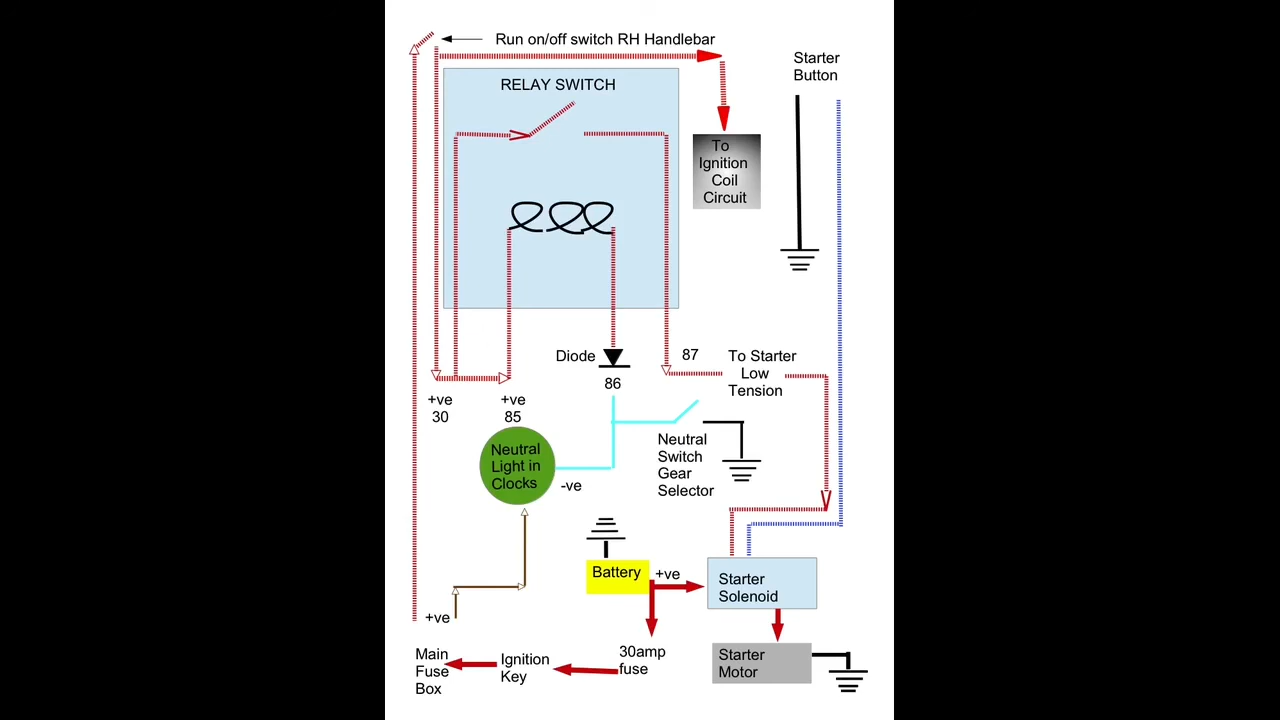 Run on/off switch RH Handlebar
Starter
Button
RELAY SWITCH
To
Ignition
Coil
Circuit
Diode
86
87
To Starter
Low
Tension
+ve
30
+ve
85
Neutral
Light in
Clocks
-ve
Neutral
Switch
Gear
Selector
Battery
+ve
Starter
Solenoid
+ve
Main
Fuse
Box
Ignition
Key
30amp
fuse
Starter
Motor